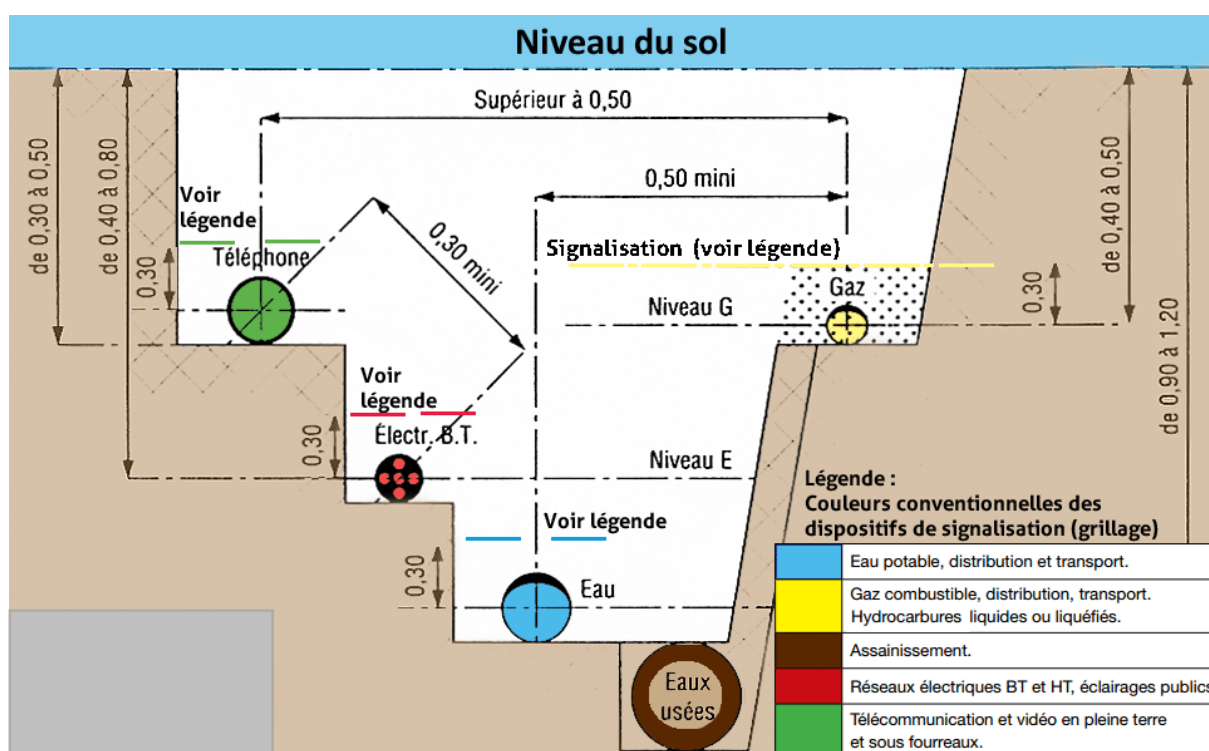 Niveau du sol
Supérieur à 0,50
de 0,30 à 0,50
de 0,40 à 0,80
de 0,40 à 0,50
0,50 mini
Voir
légende
0,30 mini
Signalisation (voir légende)
Téléphone
0,30
Gaz
Niveau G
0,30
de 0,90 à 1,20
Voir
légende
0,30
Électr. B.T.
Niveau E
Voir légende
0,30
Eau
Eaux
usées
Légende :
Couleurs conventionnelles des
dispositifs de signalisation (grillage)
Eau potable, distribution et transport.
Gaz combustible, distribution, transport.
Hydrocarbures liquides ou liquéfiés.
Assainissement.
Réseaux électriques BT et HT, éclairages publics
Télécommunication et vidéo en pleine terre
et sous fourreaux.